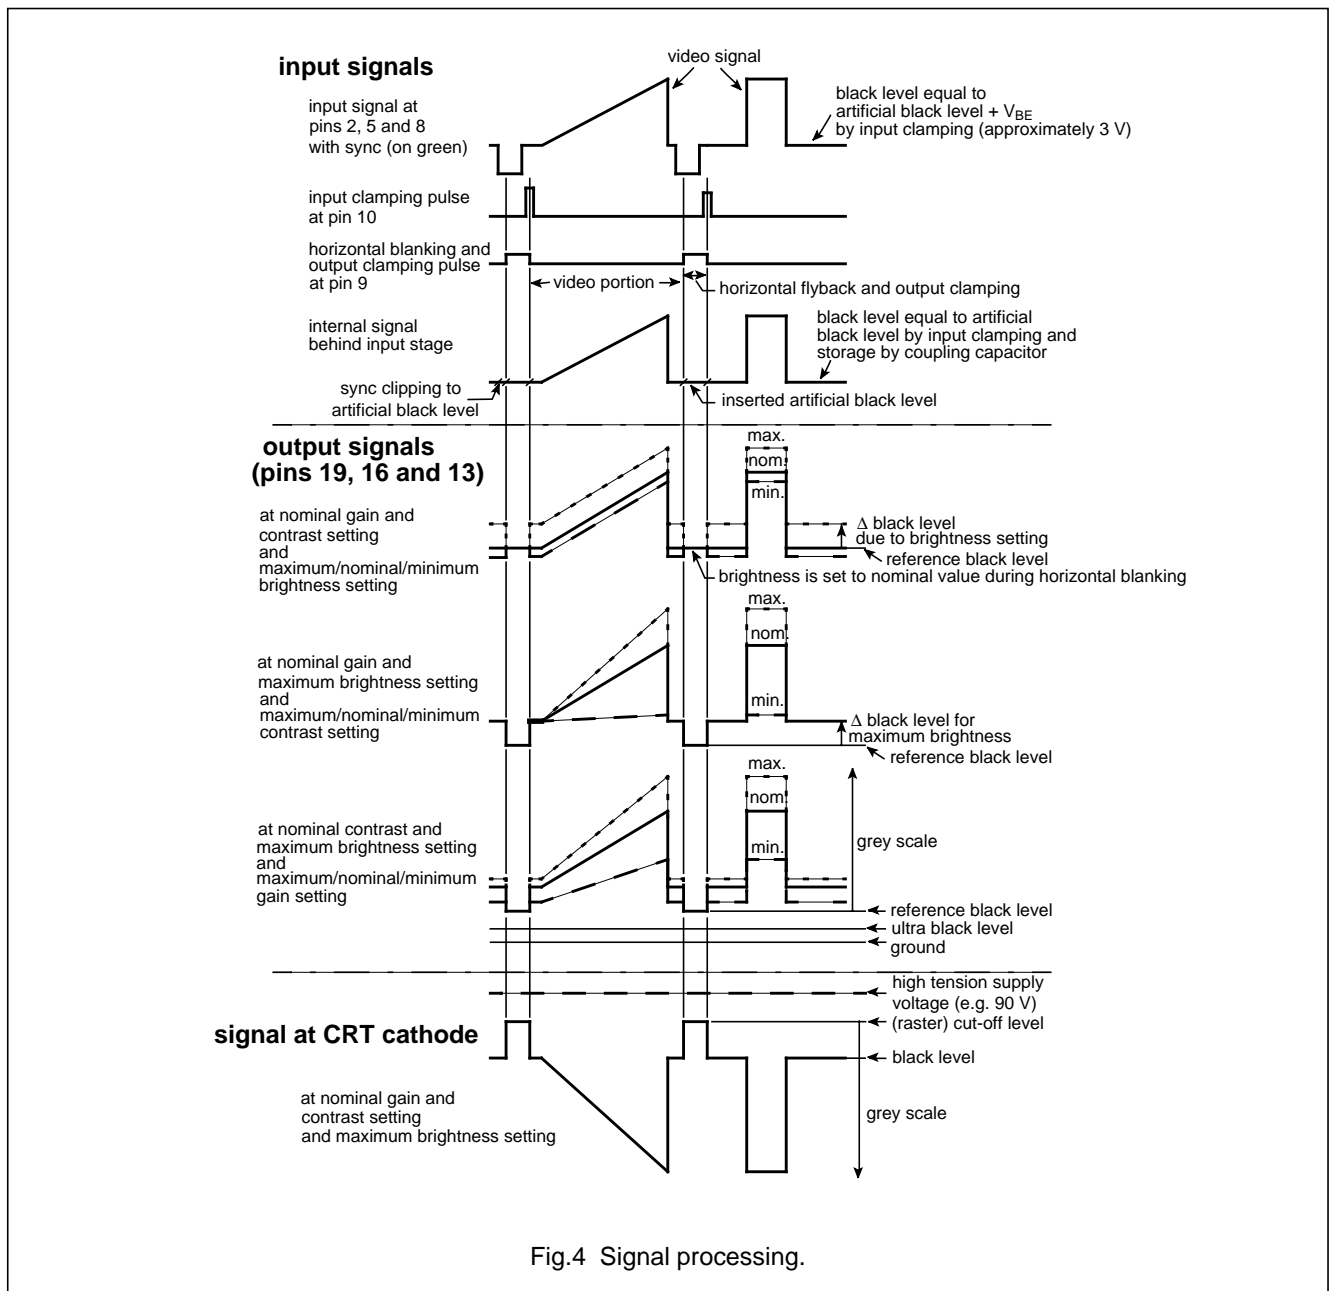 input signals
video signal
input signal at
pins 2, 5 and 8
with sync (on green)
black level equal to
artificial black level + VBE
by input clamping (approximately 3 V)
input clamping pulse
at pin 10
horizontal blanking and
output clamping pulse
at pin 9
video portion
horizontal flyback and output clamping
internal signal
behind input stage
black level equal to artificial
black level by input clamping and
storage by coupling capacitor
sync clipping to
artificial black level
inserted artificial black level
output signals
(pins 19, 16 and 13)
max.
nom.
min.
at nominal gain and
contrast setting
and
maximum/nominal/minimum
brightness setting
Δ black level
due to brightness setting
reference black level
brightness is set to nominal value during horizontal blanking
max.
nom.
min.
at nominal gain and
maximum brightness setting
and
maximum/nominal/minimum
contrast setting
Δ black level for
maximum brightness
reference black level
max.
nom.
min.
at nominal contrast and
maximum brightness setting
and
maximum/nominal/minimum
gain setting
grey scale
reference black level
ultra black level
ground
high tension supply
voltage (e.g. 90 V)
(raster) cut-off level
signal at CRT cathode
black level
at nominal gain and
contrast setting
and maximum brightness setting
grey scale
Fig.4 Signal processing.